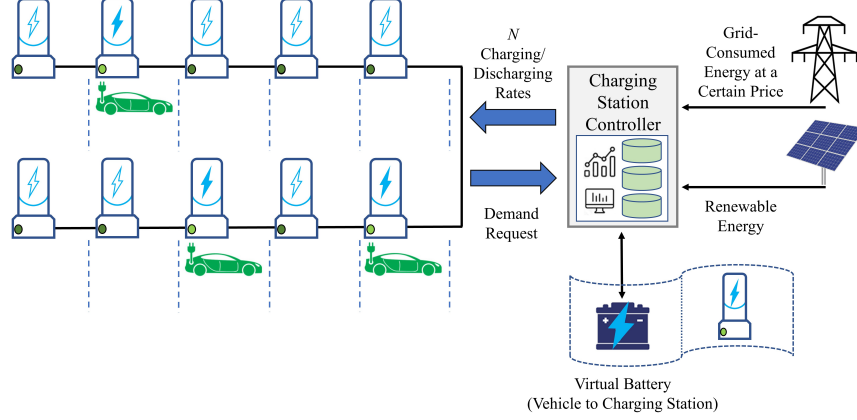 N
Charging/
Discharging
Rates
Demand
Request
Charging
Station
Controller
Grid-
Consumed
Energy at a
Certain Price
Renewable
Energy
Virtual Battery
(Vehicle to Charging Station)